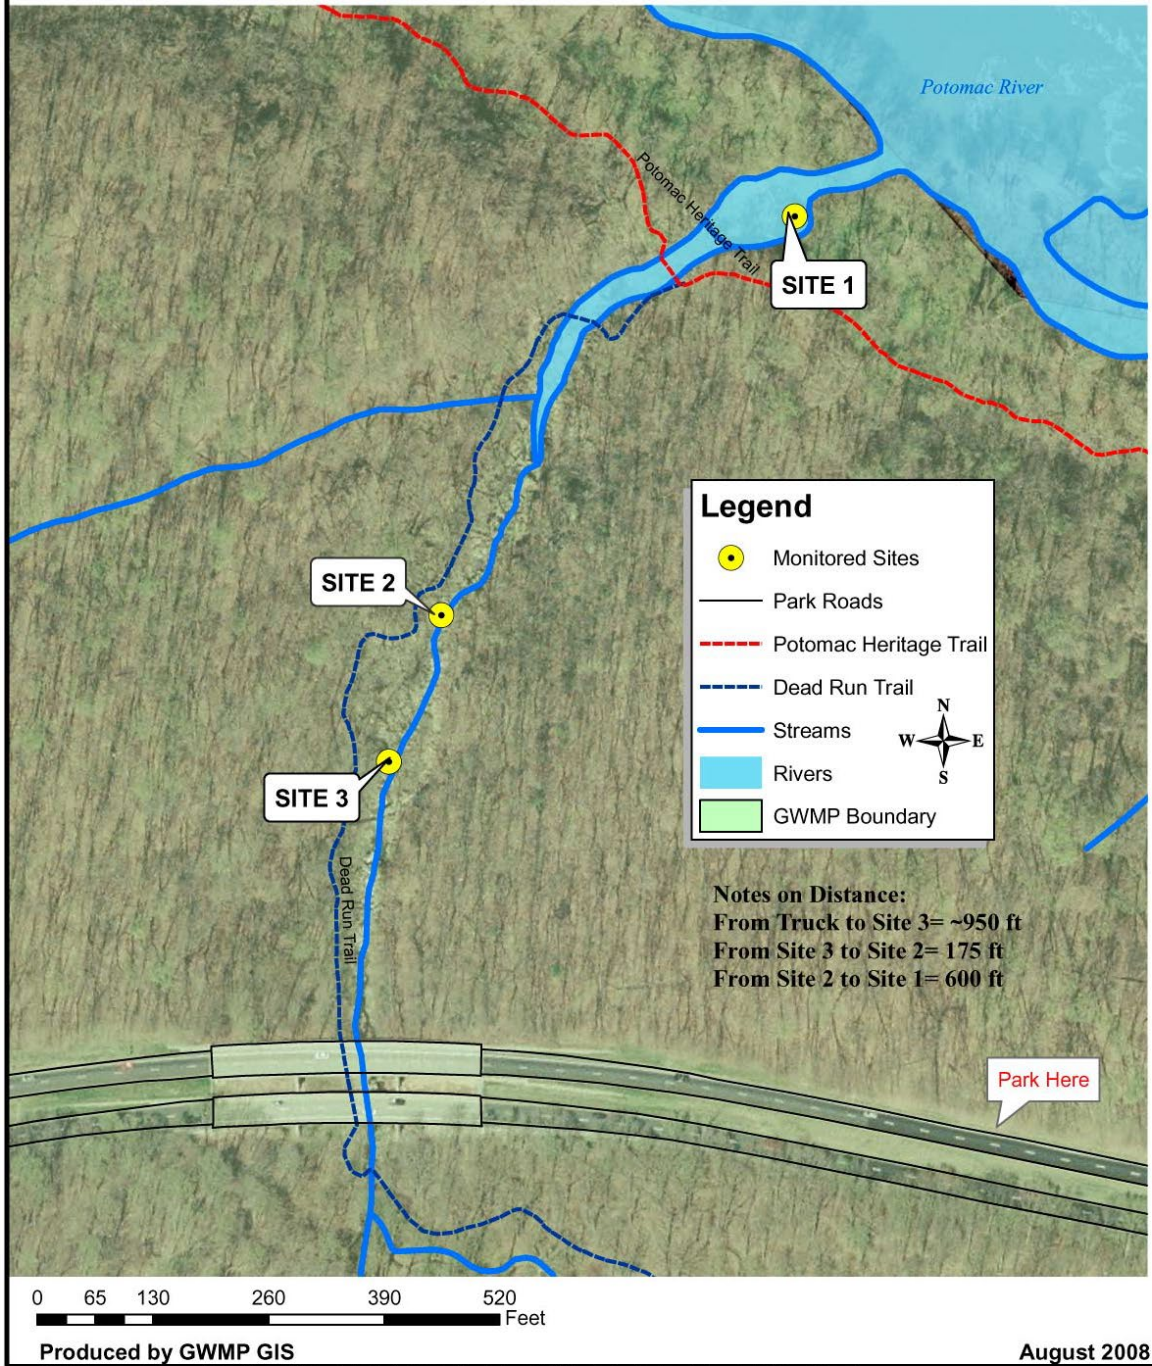 Potomac River
Potomac Heritage Trail
SITE 1
SITE 2
SITE 3
Dead Run Trail
Legend
Monitored Sites
Park Roads
Potomac Heritage Trail
Dead Run Trail
Streams
Rivers
GWMP Boundary
N
W E
S
Notes on Distance:
From Truck to Site 3= ~950 ft
From Site 3 to Site 2= 175 ft
From Site 2 to Site 1= 600 ft
Park Here
0 65 130 260 390 520
Feet
Produced by GWMP GIS August 2008